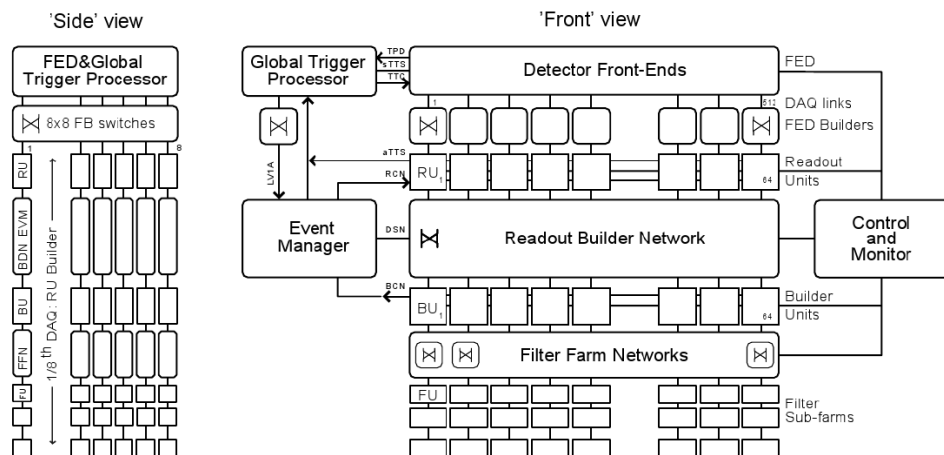 'Side' view
FED&Global
Trigger Processor
8x8 FB switches
1
8
RU
BDN EVM
BU
FFN
FU
1/8th DAQ: RU Builder
'Front' view
Global Trigger
Processor
TPD
sTTS
TTC
Detector Front-Ends
FED
1
512
DAQ links
FED Builders
LV1A
aTTS
RCN
RU1
64
Readout
Units
Event
Manager
DSN
Readout Builder Network
Control
and
Monitor
BCN
BU1
64
Builder
Units
Filter Farm Networks
FU
Filter
Sub-farms